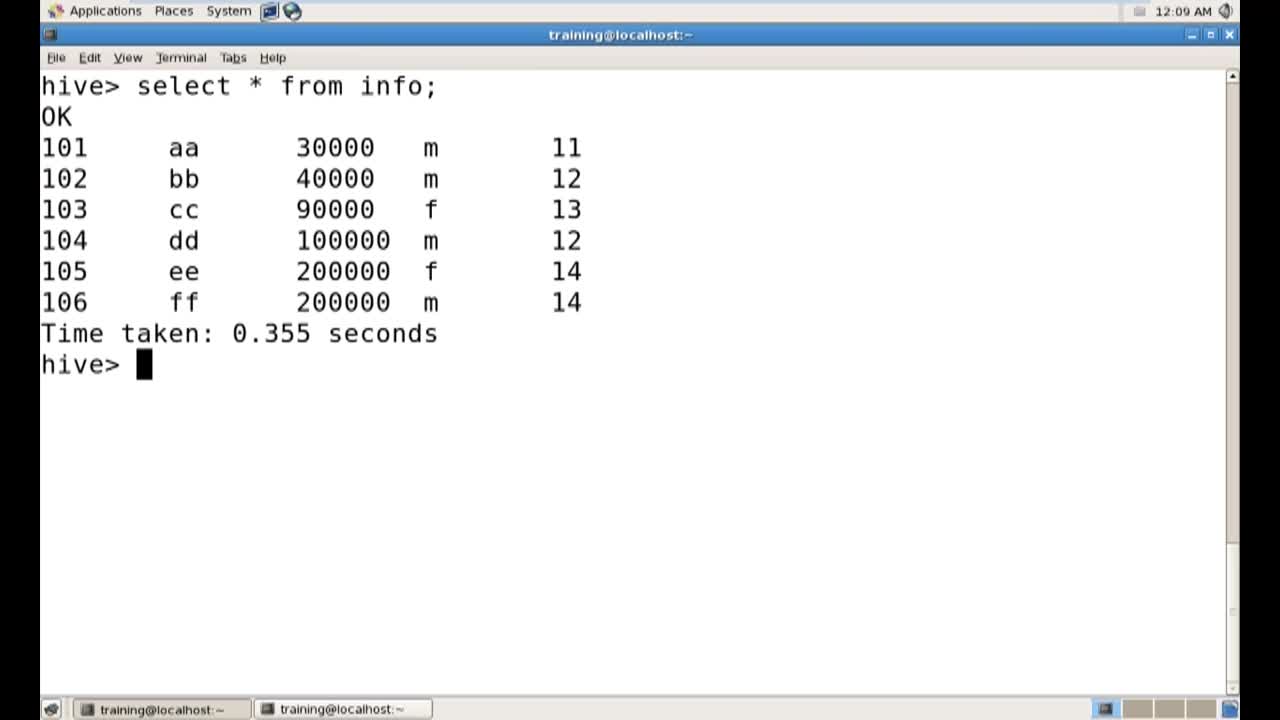 Applications Places System 12:09 AM
training@localhost:~
File Edit View Terminal Tabs Help
hive> select * from info;
OK
101 aa 30000 m 11
102 bb 40000 m 12
103 cc 90000 f 13
104 dd 100000 m 12
105 ee 200000 f 14
106 ff 200000 m 14
Time taken: 0.355 seconds
hive>
training@localhost:~ training@localhost:~